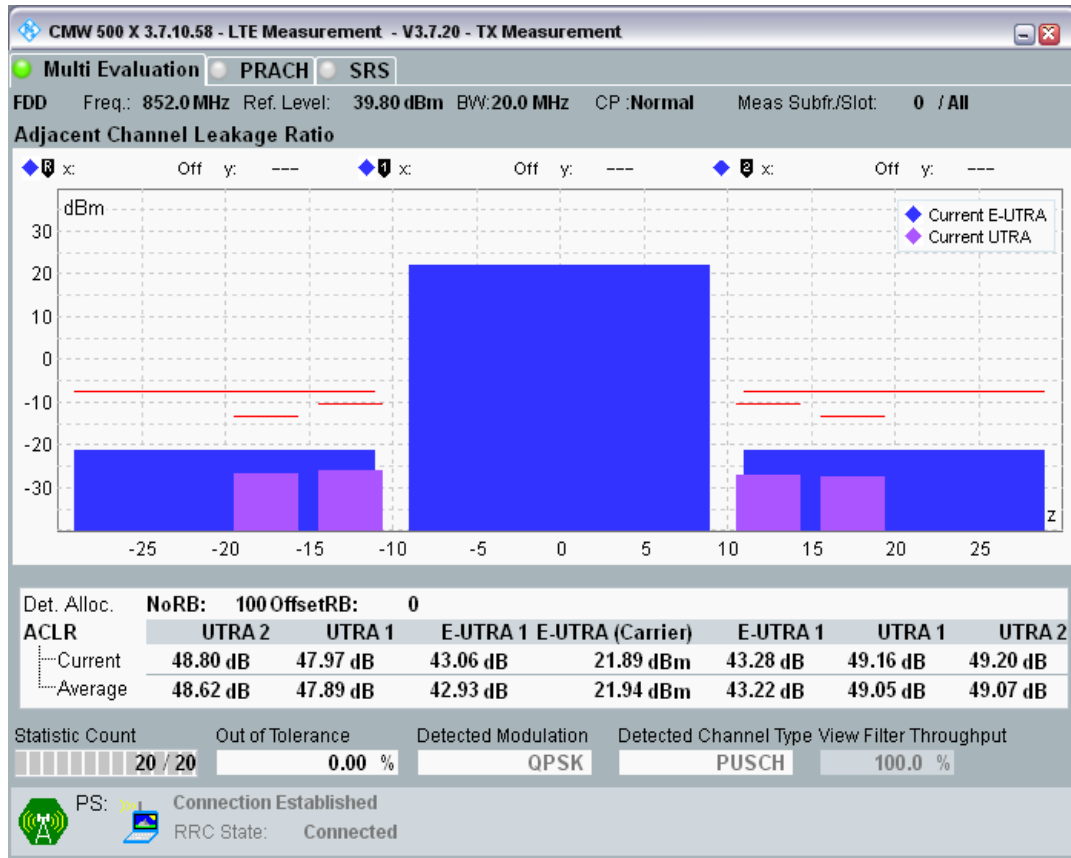 CMW 500 X 3.7.10.58 - LTE Measurement - V3.7.20 - TX Measurement
Multi Evaluation PRACH SRS
FDD Freq.: 852.0 MHz Ref. Level: 39.80 dBm BW: 20.0 MHz CP : Normal Meas Subfr./Slot: 0 / All
Adjacent Channel Leakage Ratio
R x: Off y: --- 1 x: Off y: --- 2 x: Off y: ---
dBm
Current E-UTRA
Current UTRA
30
20
10
0
-10
-20
-30
z
-25 -20 -15 -10 -5 0 5 10 15 20 25
Det. Alloc. NoRB: 100 OffsetRB: 0
ACLR UTRA 2 UTRA 1 E-UTRA 1 E-UTRA (Carrier) E-UTRA 1 UTRA 1 UTRA 2
Current 48.80 dB 47.97 dB 43.06 dB 21.89 dBm 43.28 dB 49.16 dB 49.20 dB
Average 48.62 dB 47.89 dB 42.93 dB 21.94 dBm 43.22 dB 49.05 dB 49.07 dB
Statistic Count Out of Tolerance Detected Modulation Detected Channel Type View Filter Throughput
20 / 20 0.00 % QPSK PUSCH 100.0 %
PS: Connection Established
RRC State: Connected